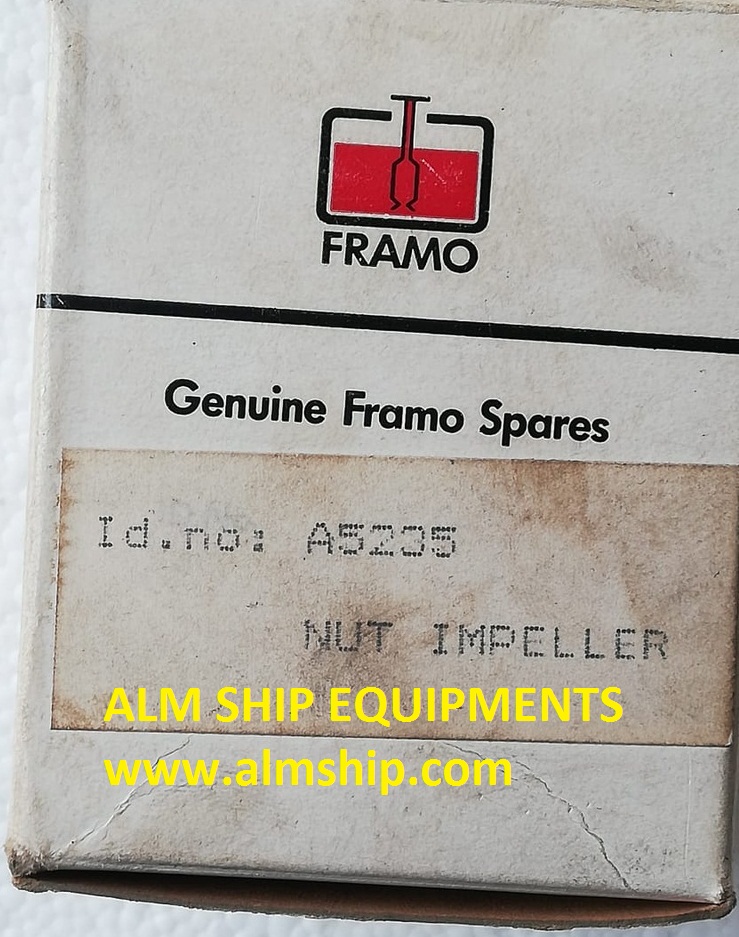 FRAMO
Genuine Framo Spares
Id.no: A5235
NUT IMPELLER
ALM SHIP EQUIPMENTS
www.almship.com